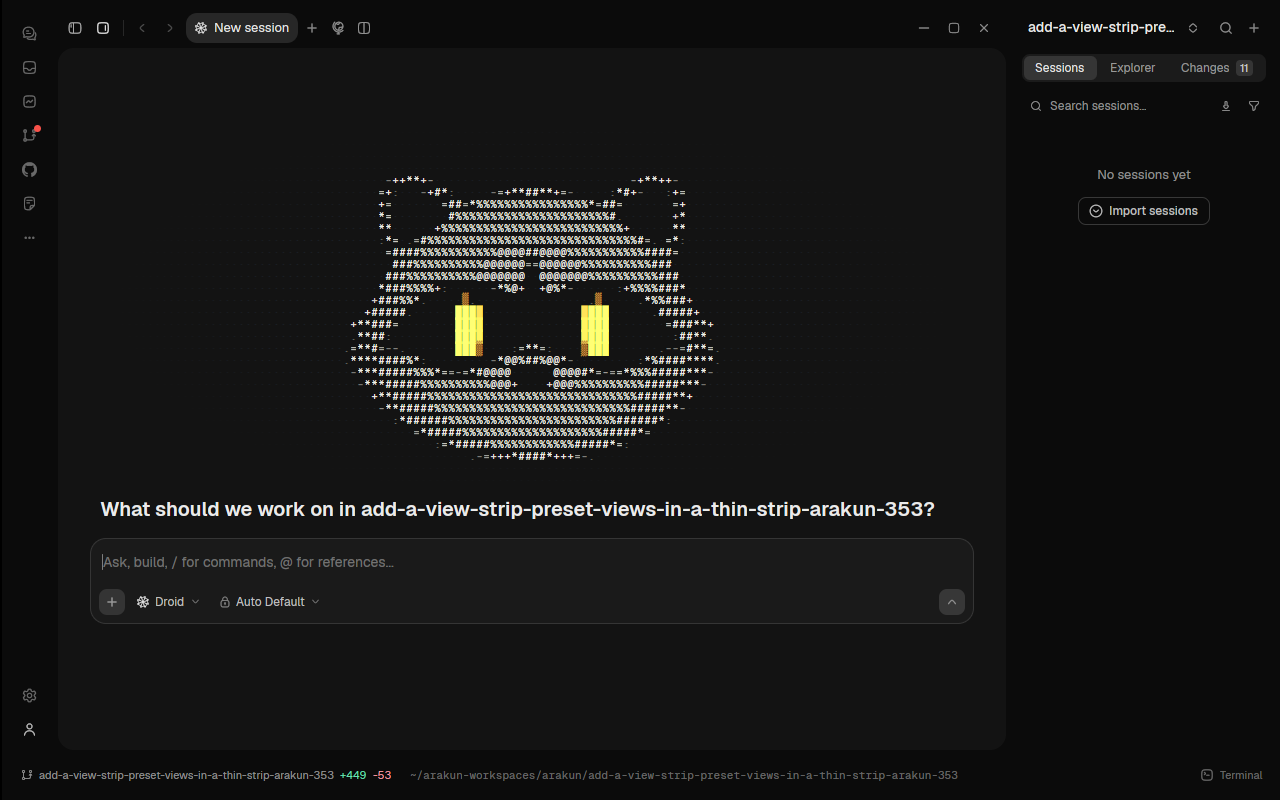 New session
add-a-view-strip-pre...
Sessions
Explorer
Changes 11
Search sessions...
No sessions yet
Import sessions
What should we work on in add-a-view-strip-preset-views-in-a-thin-strip-arakun-353?
Ask, build, / for commands, @ for references...
Droid
Auto Default
add-a-view-strip-preset-views-in-a-thin-strip-arakun-353 +449 -53
~/arakun-workspaces/arakun/add-a-view-strip-preset-views-in-a-thin-strip-arakun-353
Terminal